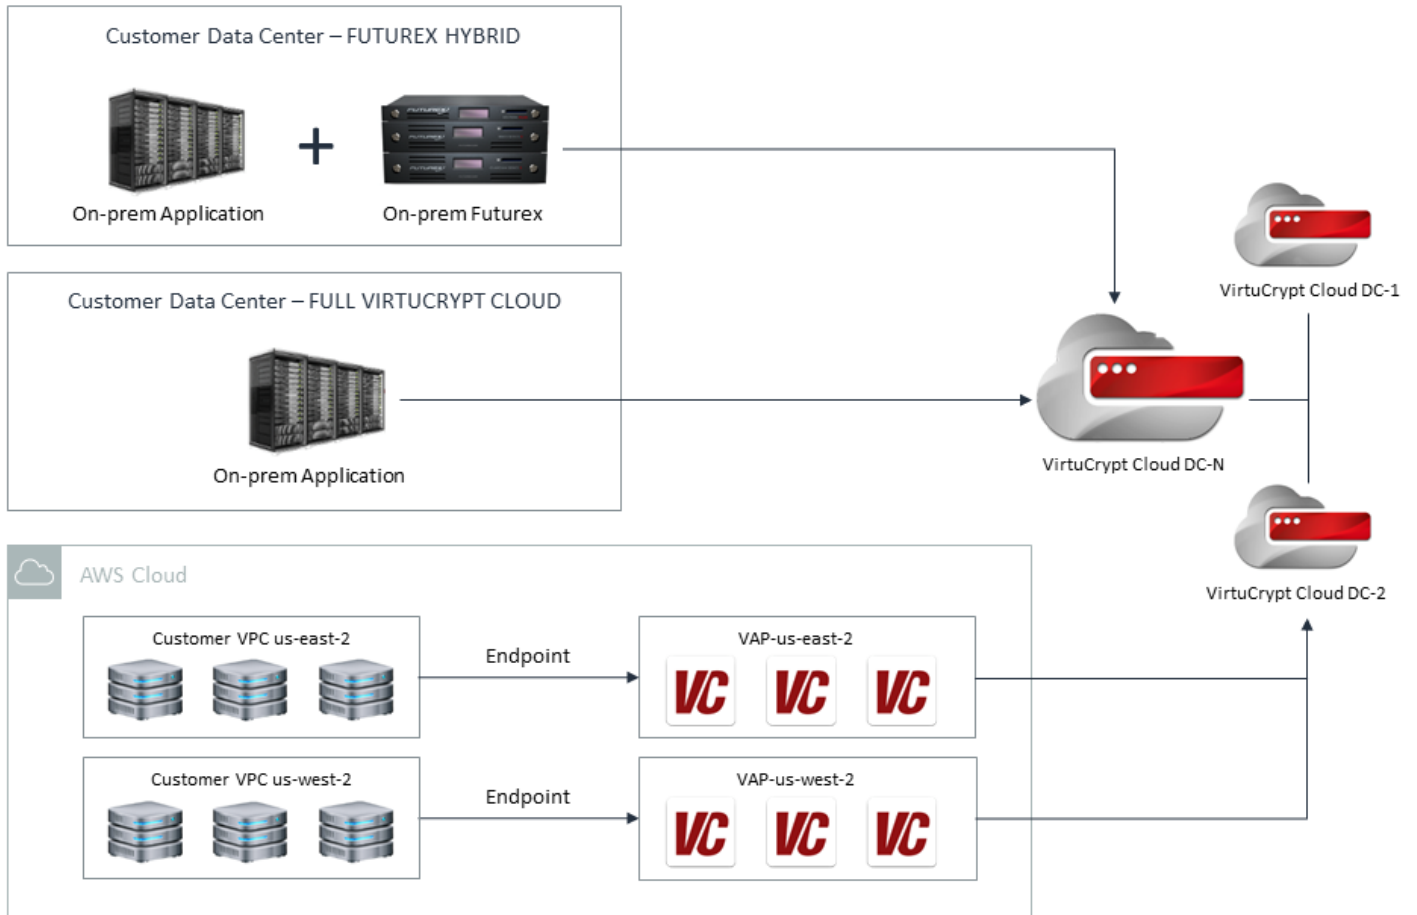 Customer Data Center – FUTUREX HYBRID
+
On-prem Application
On-prem Futurex
Customer Data Center – FULL VIRTUCRYPT CLOUD
On-prem Application
VirtuCrypt Cloud DC-1
VirtuCrypt Cloud DC-N
VirtuCrypt Cloud DC-2
AWS Cloud
Customer VPC us-east-2
Endpoint
VAP-us-east-2
VC VC VC
Customer VPC us-west-2
Endpoint
VAP-us-west-2
VC VC VC